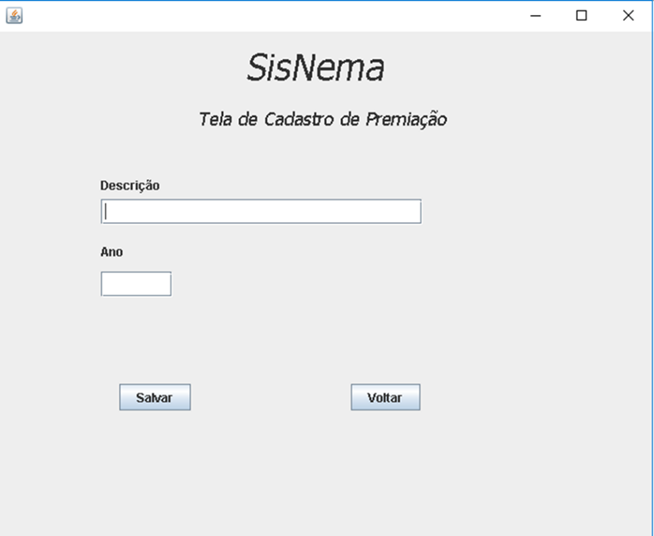 SisNema
Tela de Cadastro de Premiação
Descrição
Ano
Salvar
Voltar